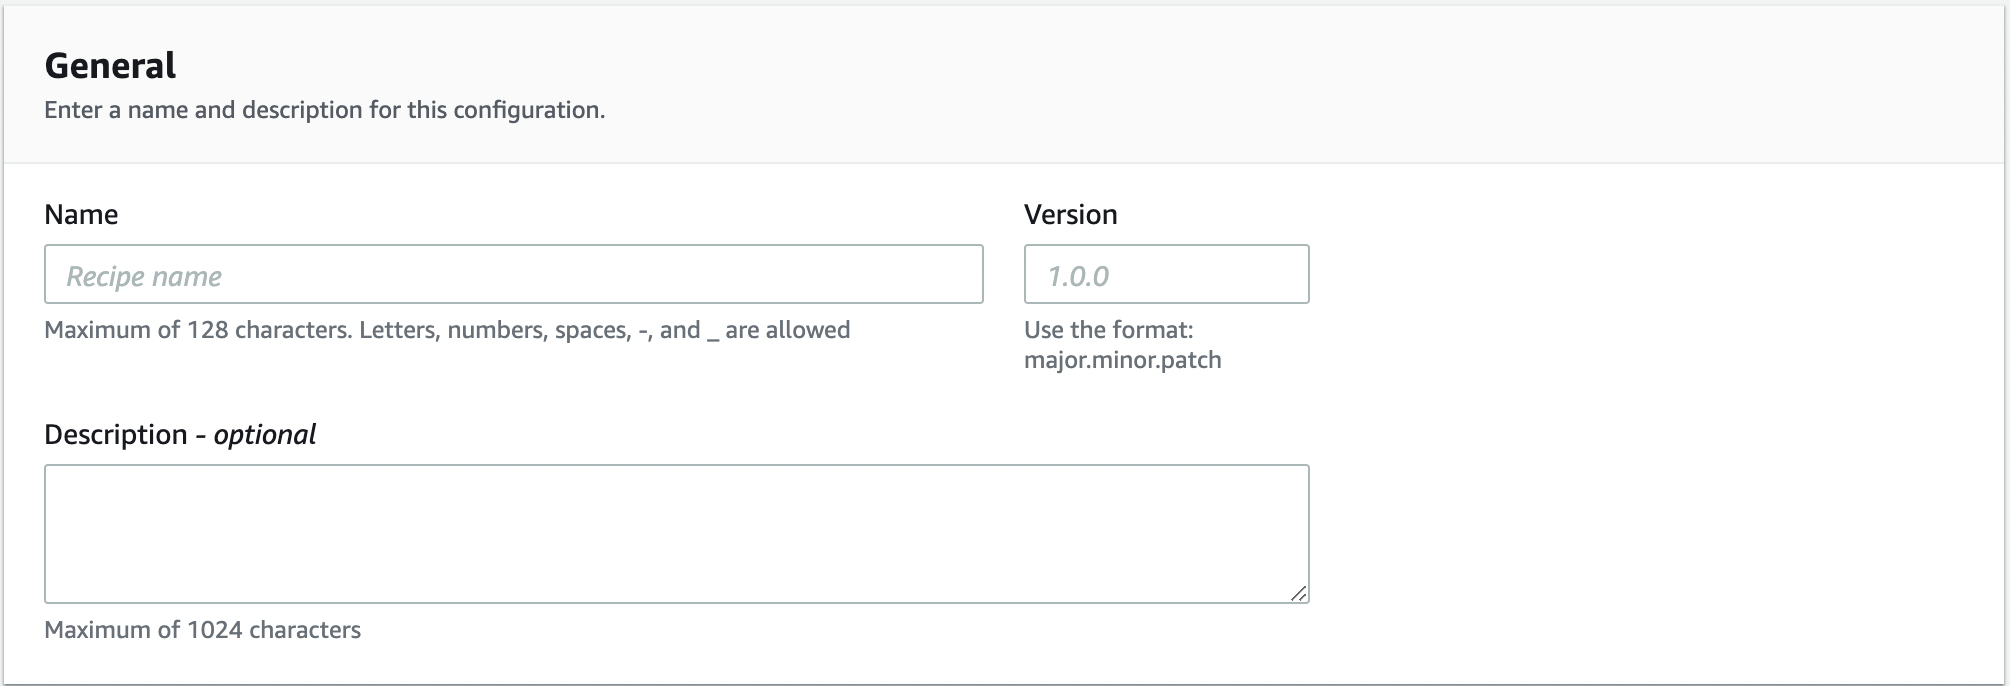 General
Enter a name and description for this configuration.
Name
Recipe name
Maximum of 128 characters. Letters, numbers, spaces, -, and _ are allowed
Version
1.0.0
Use the format:
major.minor.patch
Description - optional
Maximum of 1024 characters